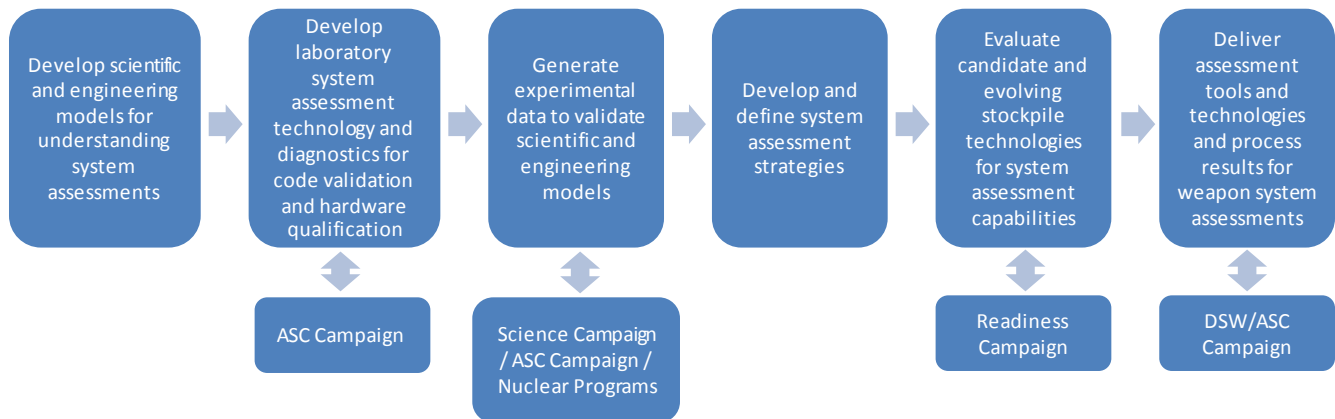 Develop scientific
and engineering
models for
understanding
system
assessments
Develop
laboratory
system
assessment
technology and
diagnostics for
code validation
and hardware
qualification
Generate
experimental
data to validate
scientific and
engineering
models
Develop and
define system
assessment
strategies
Evaluate
candidate and
evolving
stockpile
technologies
for system
assessment
capabilities
Deliver
assessment
tools and
technologies
and process
results for
weapon system
assessments
ASC Campaign
Science Campaign
/ ASC Campaign /
Nuclear Programs
Readiness
Campaign
DSW/ASC
Campaign